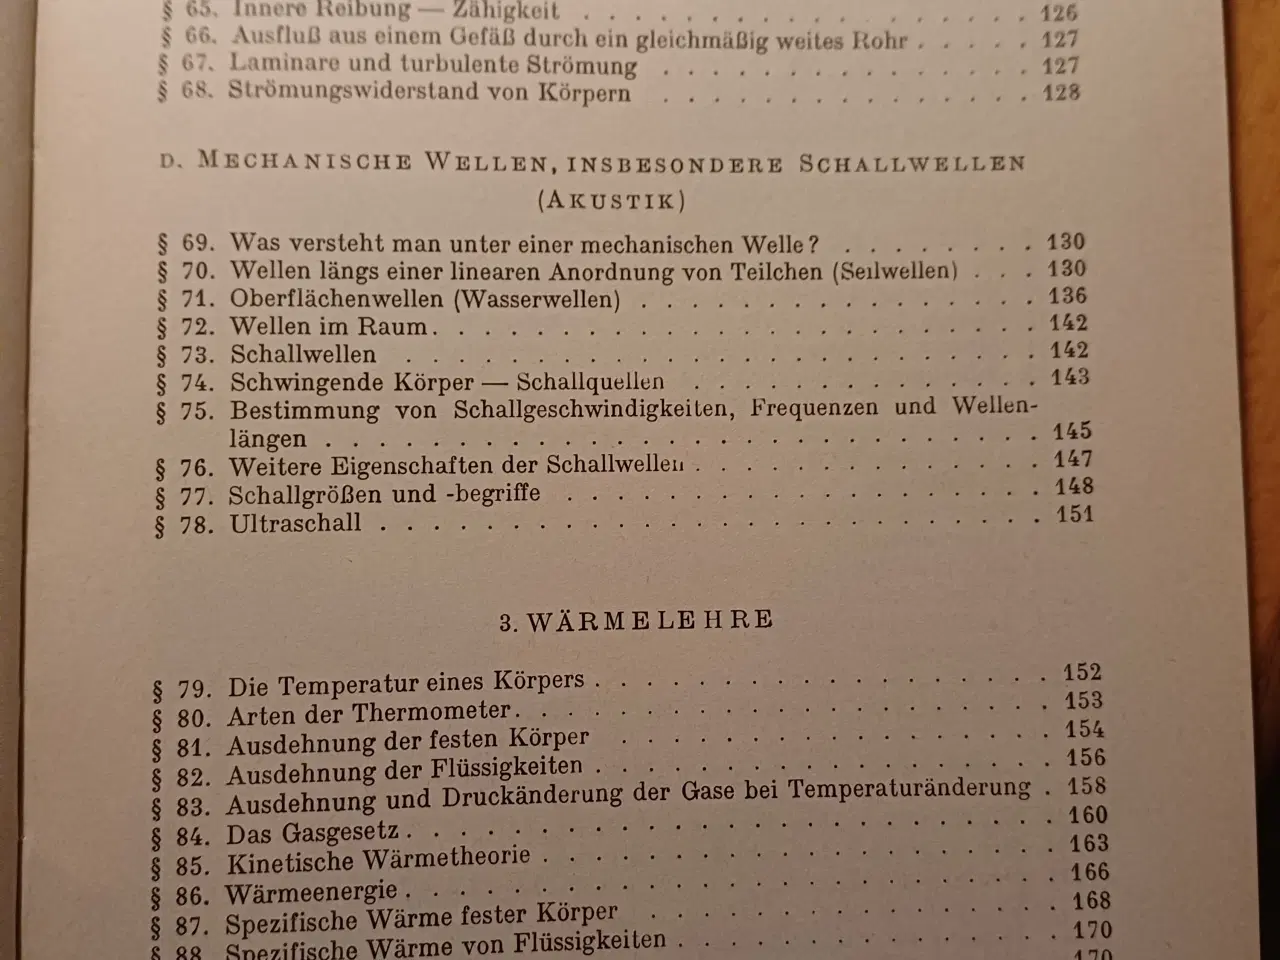 § 65. Innere Reibung — Zähigkeit . . . . . . . . . . . . . . . . . 126
§ 66. Ausfluß aus einem Gefäß durch ein gleichmäßig weites Rohr . . . . . 127
§ 67. Laminare und turbulente Strömung . . . . . . . . . . . . . . 127
§ 68. Strömungswiderstand von Körpern . . . . . . . . . . . . . . 128
D. MECHANISCHE WELLEN, INSBESONDERE SCHALLWELLEN
(AKUSTIK)
§ 69. Was versteht man unter einer mechanischen Welle? . . . . . . . . 130
§ 70. Wellen längs einer linearen Anordnung von Teilchen (Seilwellen) . . . 130
§ 71. Oberflächenwellen (Wasserwellen) . . . . . . . . . . . . . . . 136
§ 72. Wellen im Raum . . . . . . . . . . . . . . . . . . . . . . . 142
§ 73. Schallwellen . . . . . . . . . . . . . . . . . . . . . . . . 142
§ 74. Schwingende Körper — Schallquellen . . . . . . . . . . . . . 143
§ 75. Bestimmung von Schallgeschwindigkeiten, Frequenzen und Wellen-
längen . . . . . . . . . . . . . . . . . . . . . . . . . . . 145
§ 76. Weitere Eigenschaften der Schallwellen . . . . . . . . . . . . . 147
§ 77. Schallgrößen und -begriffe . . . . . . . . . . . . . . . . . . 148
§ 78. Ultraschall . . . . . . . . . . . . . . . . . . . . . . . . . 151
3. WÄRMELEHRE
§ 79. Die Temperatur eines Körpers . . . . . . . . . . . . . . . . . 152
§ 80. Arten der Thermometer . . . . . . . . . . . . . . . . . . . . 153
§ 81. Ausdehnung der festen Körper . . . . . . . . . . . . . . . . 154
§ 82. Ausdehnung der Flüssigkeiten . . . . . . . . . . . . . . . . . 156
§ 83. Ausdehnung und Druckänderung der Gase bei Temperaturänderung . 158
§ 84. Das Gasgesetz . . . . . . . . . . . . . . . . . . . . . . . . 160
§ 85. Kinetische Wärmetheorie . . . . . . . . . . . . . . . . . . . 163
§ 86. Wärmeenergie . . . . . . . . . . . . . . . . . . . . . . . . 166
§ 87. Spezifische Wärme fester Körper . . . . . . . . . . . . . . . 168
§ 88. Spezifische Wärme von Flüssigkeiten . . . . . . . . . . . . . . 170
170